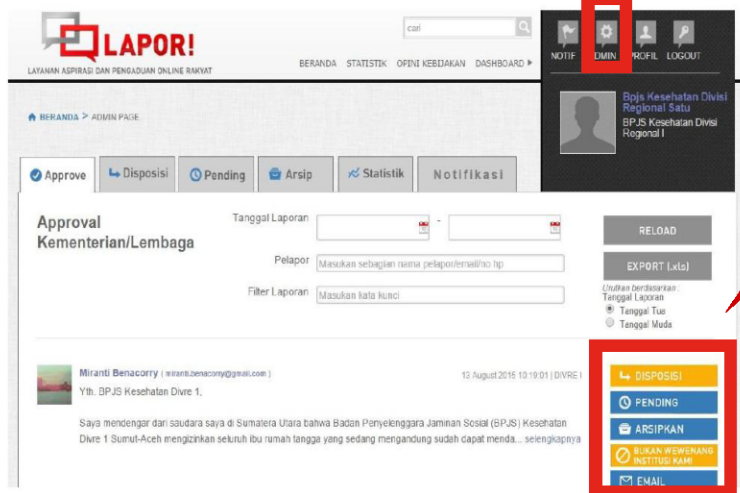 LAPOR!
LAYANAN ASPIRASI DAN PENGADUAN ONLINE RAKYAT
cari
BERANDA STATISTIK OPINI KEBIJAKAN DASHBOARD
NOTIF DMIN PROFIL LOGOUT
Bpjs Kesehatan Divisi
Regional Satu
BPJS Kesehatan Divisi
Regional I
BERANDA > ADMIN PAGE
Approve
Disposisi
Pending
Arsip
Statistik
Notifikasi
Approval
Kementerian/Lembaga
Tanggal Laporan
-
Pelapor
Masukan sebagian nama pelapor/email/no hp
Filter Laporan
Masukan kata kunci
RELOAD
EXPORT (.xls)
Urutkan berdasarkan :
Tanggal Laporan
Tanggal Tua
Tanggal Muda
Miranti Benacorry ( miranti.benacorry@gmail.com )
13 August 2015 10:19:01 | DIVRE I
Yth. BPJS Kesehatan Divre 1,
Saya mendengar dari saudara saya di Sumatera Utara bahwa Badan Penyelenggara Jaminan Sosial (BPJS) Kesehatan
Divre 1 Sumut-Aceh mengizinkan seluruh ibu rumah tangga yang sedang mengandung sudah dapat menda... selengkapnya
DISPOSISI
PENDING
ARSIPKAN
BUKAN WEWENANG
INSTITUSI KAMI
EMAIL